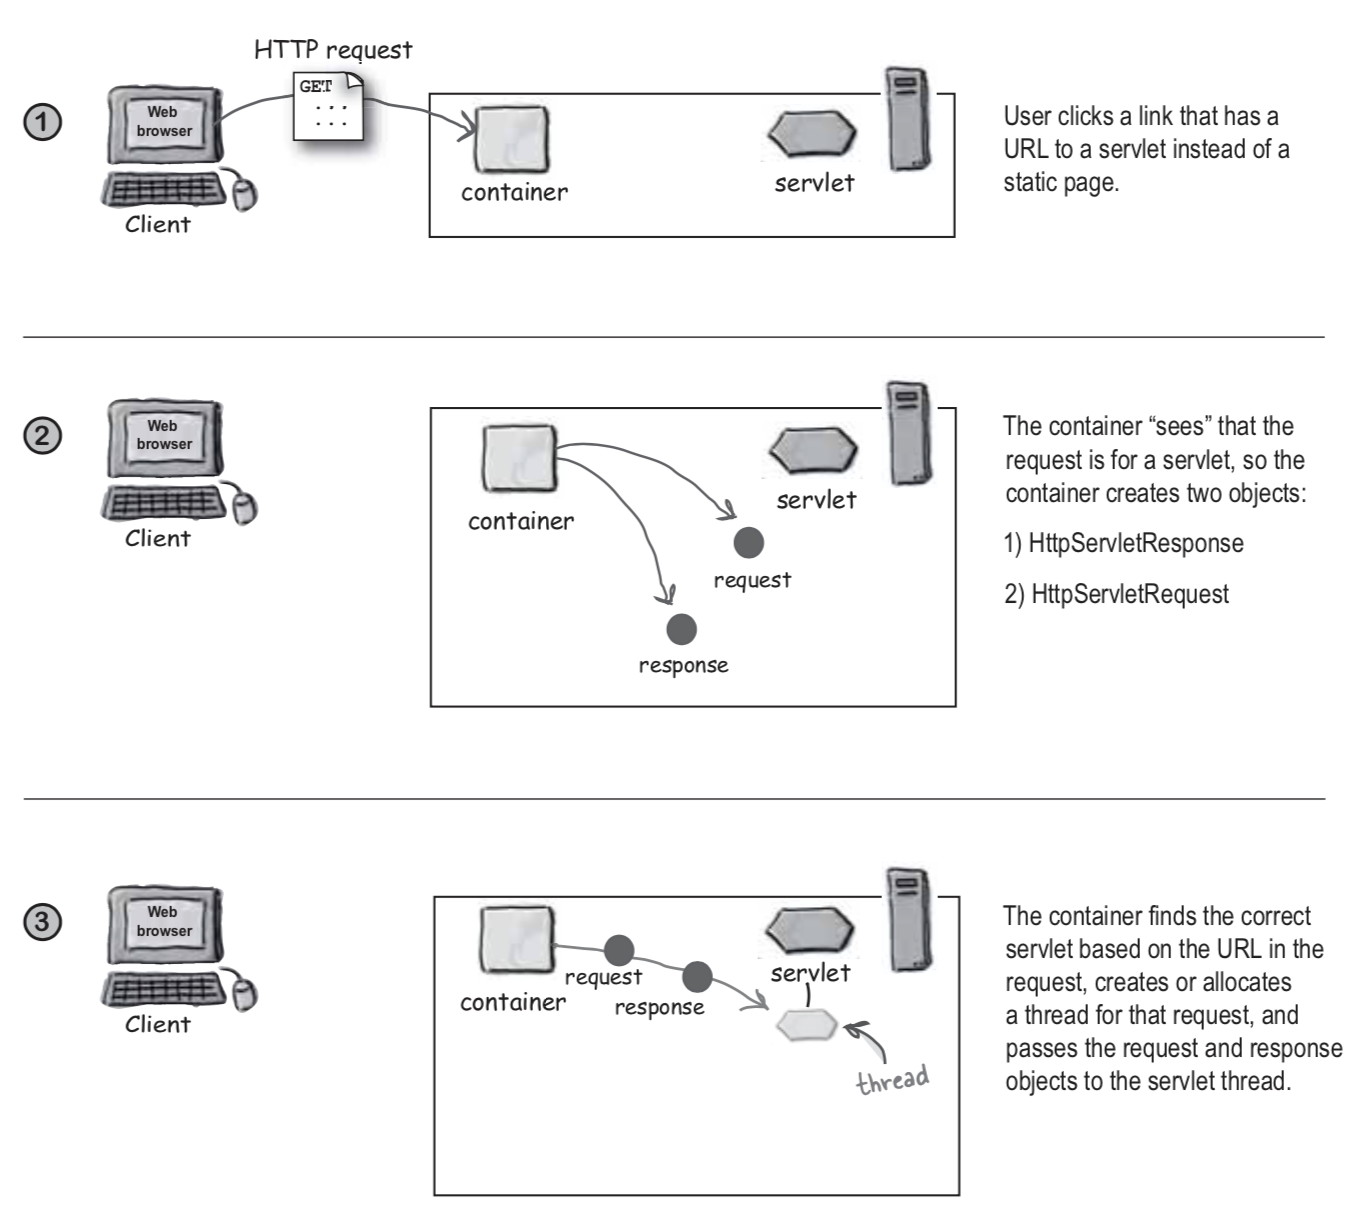 HTTP request
GET
1
Web
browser
container
servlet
Client
User clicks a link that has a
URL to a servlet instead of a
static page.
2
Web
browser
Client
container
servlet
request
response
The container “sees” that the
request is for a servlet, so the
container creates two objects:
1) HttpServletResponse
2) HttpServletRequest
3
Web
browser
Client
container
request
response
servlet
thread
The container finds the correct
servlet based on the URL in the
request, creates or allocates
a thread for that request, and
passes the request and response
objects to the servlet thread.